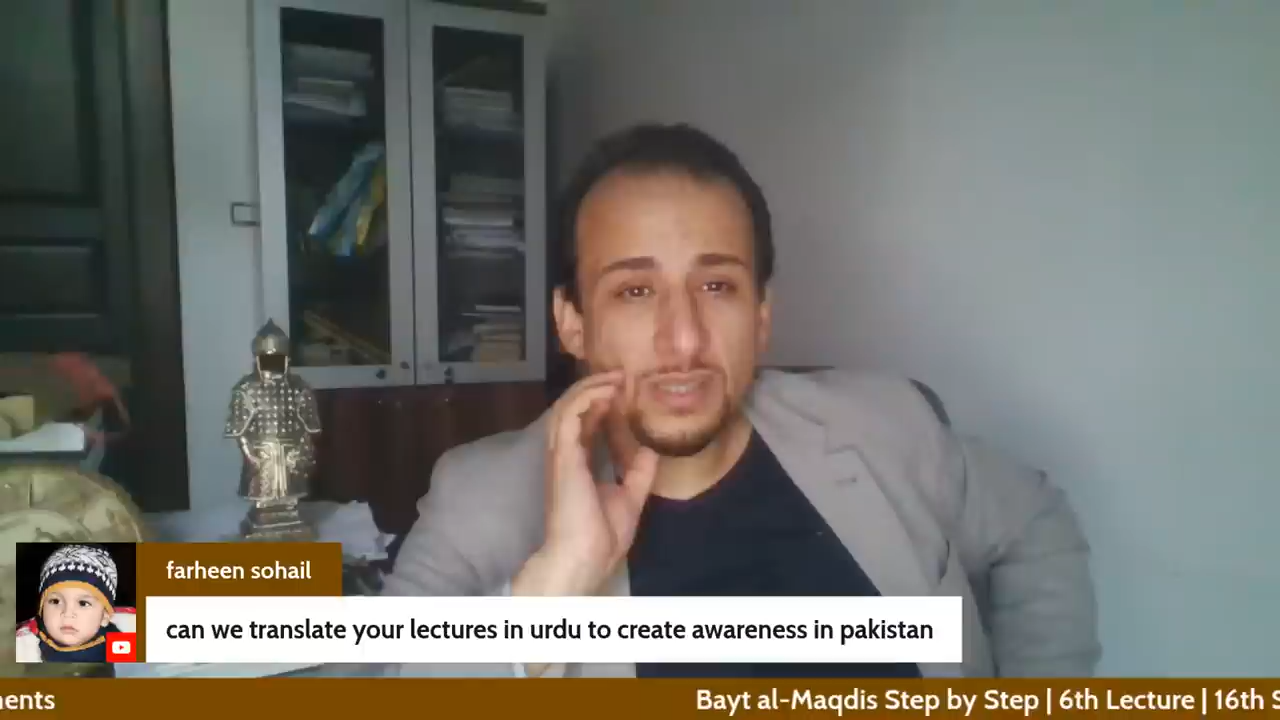 farheen sohail
can we translate your lectures in urdu to create awareness in pakistan
Bayt al-Maqdis Step by Step | 6th Lecture | 16th